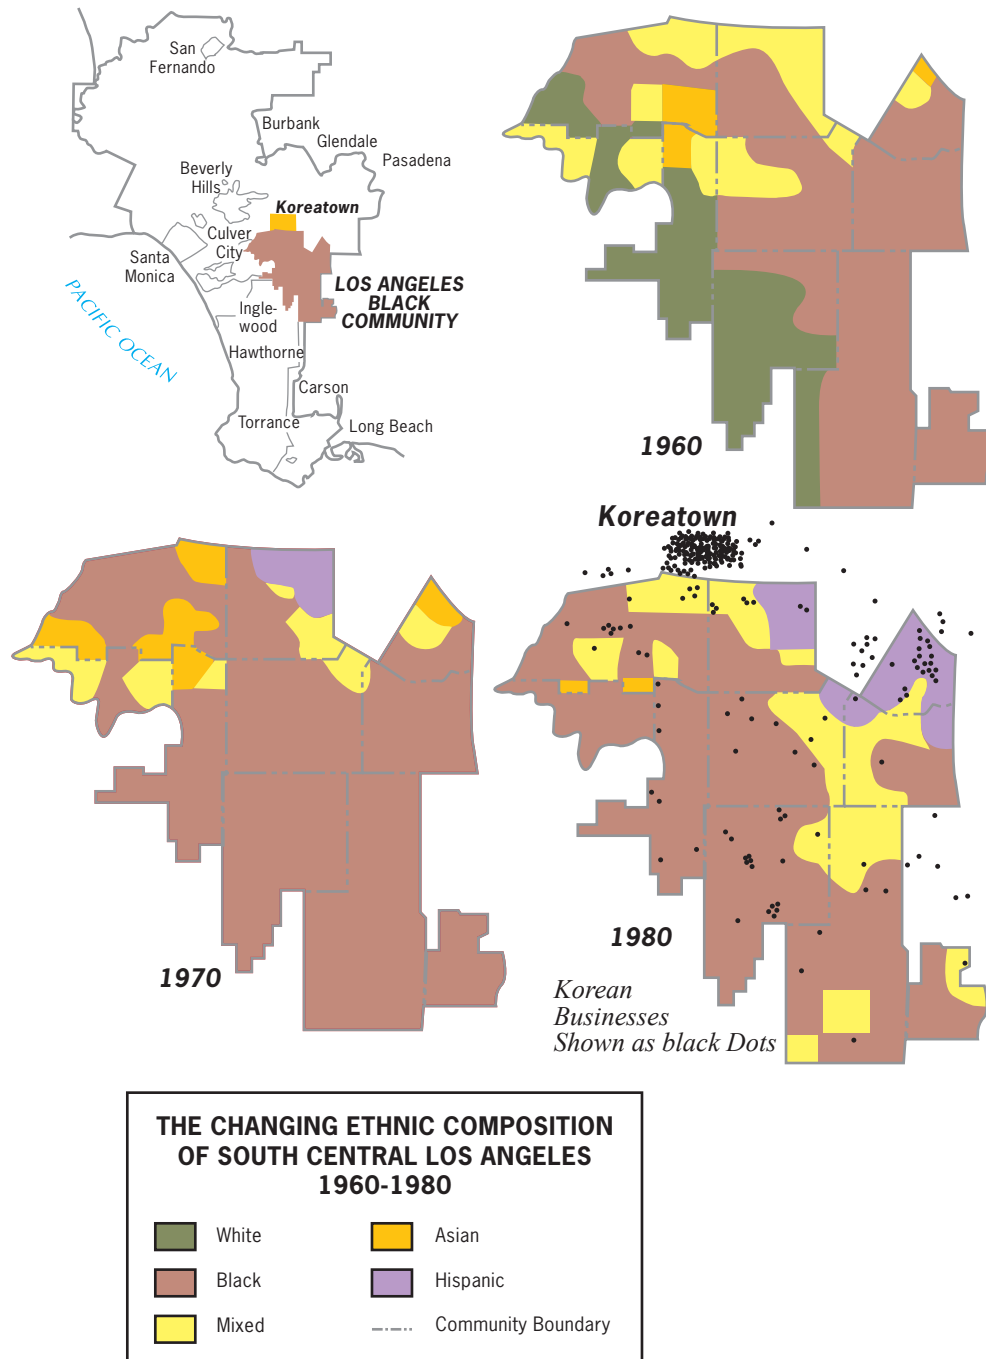 San
Fernando
Burbank
Glendale
Pasadena
Beverly
Hills
Koreatown
Culver
City
Santa
Monica
LOS ANGELES
BLACK
COMMUNITY
PACIFIC OCEAN
Ingle-
wood
Hawthorne
Carson
Torrance
Long Beach
1960
Koreatown
1970
1980
Korean
Businesses
Shown as black Dots
THE CHANGING ETHNIC COMPOSITION
OF SOUTH CENTRAL LOS ANGELES
1960-1980
White
Asian
Black
Hispanic
Mixed
Community Boundary